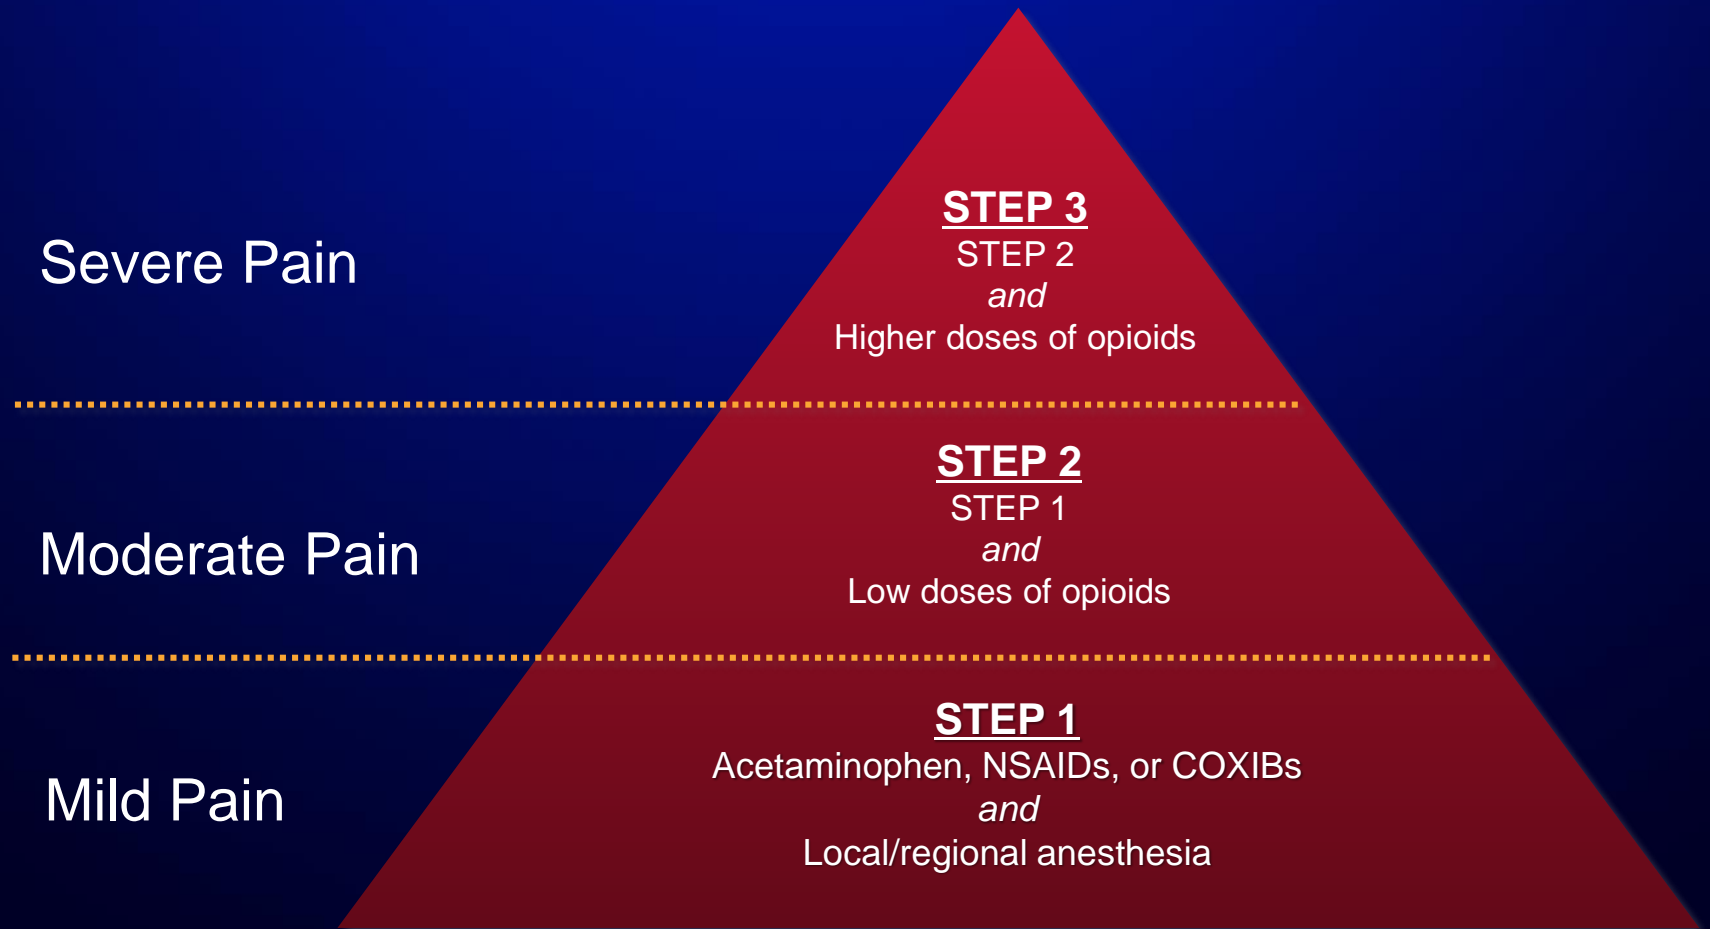 STEP 3
STEP 2
and
Higher doses of opioids
Severe Pain
STEP 2
STEP 1
and
Low doses of opioids
Moderate Pain
STEP 1
Acetaminophen, NSAIDs, or COXIBs
and
Local/regional anesthesia
Mild Pain